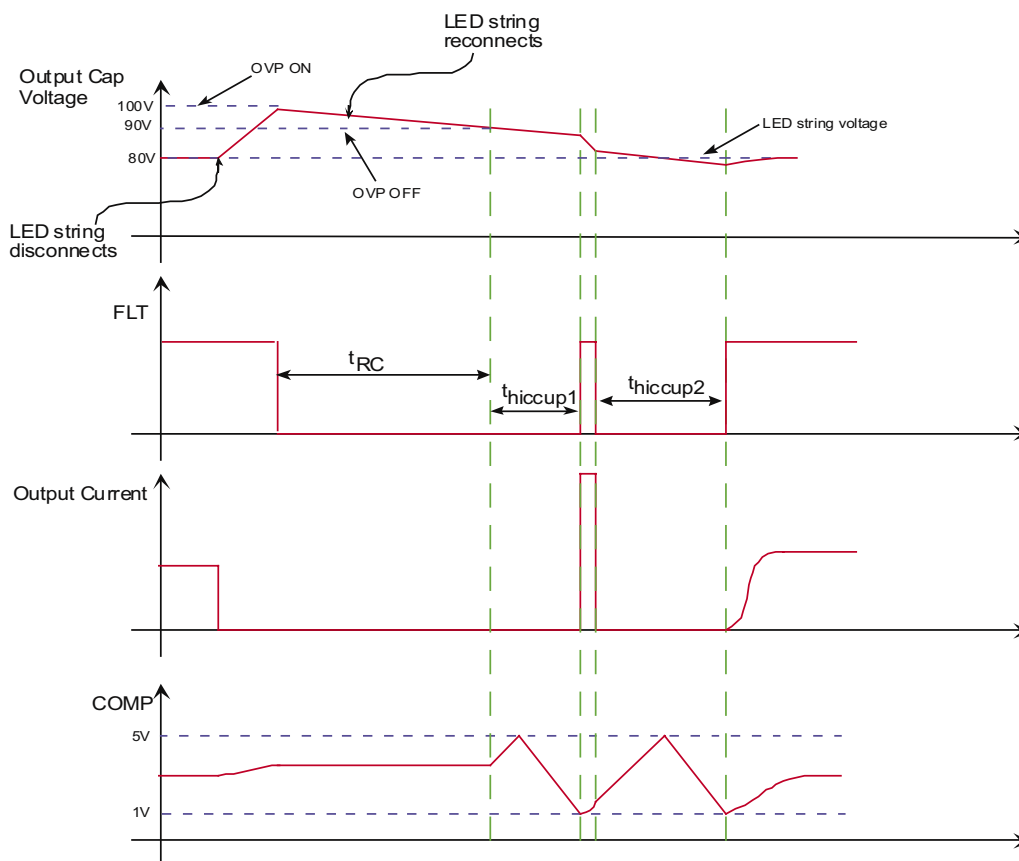 LED string
reconnects
Output Cap
Voltage
OVP ON
100V
90V
LED string voltage
80V
OVP OFF
LED string
disconnects
FLT
tRC
thiccup1
thiccup2
Output Current
COMP
5V
1V